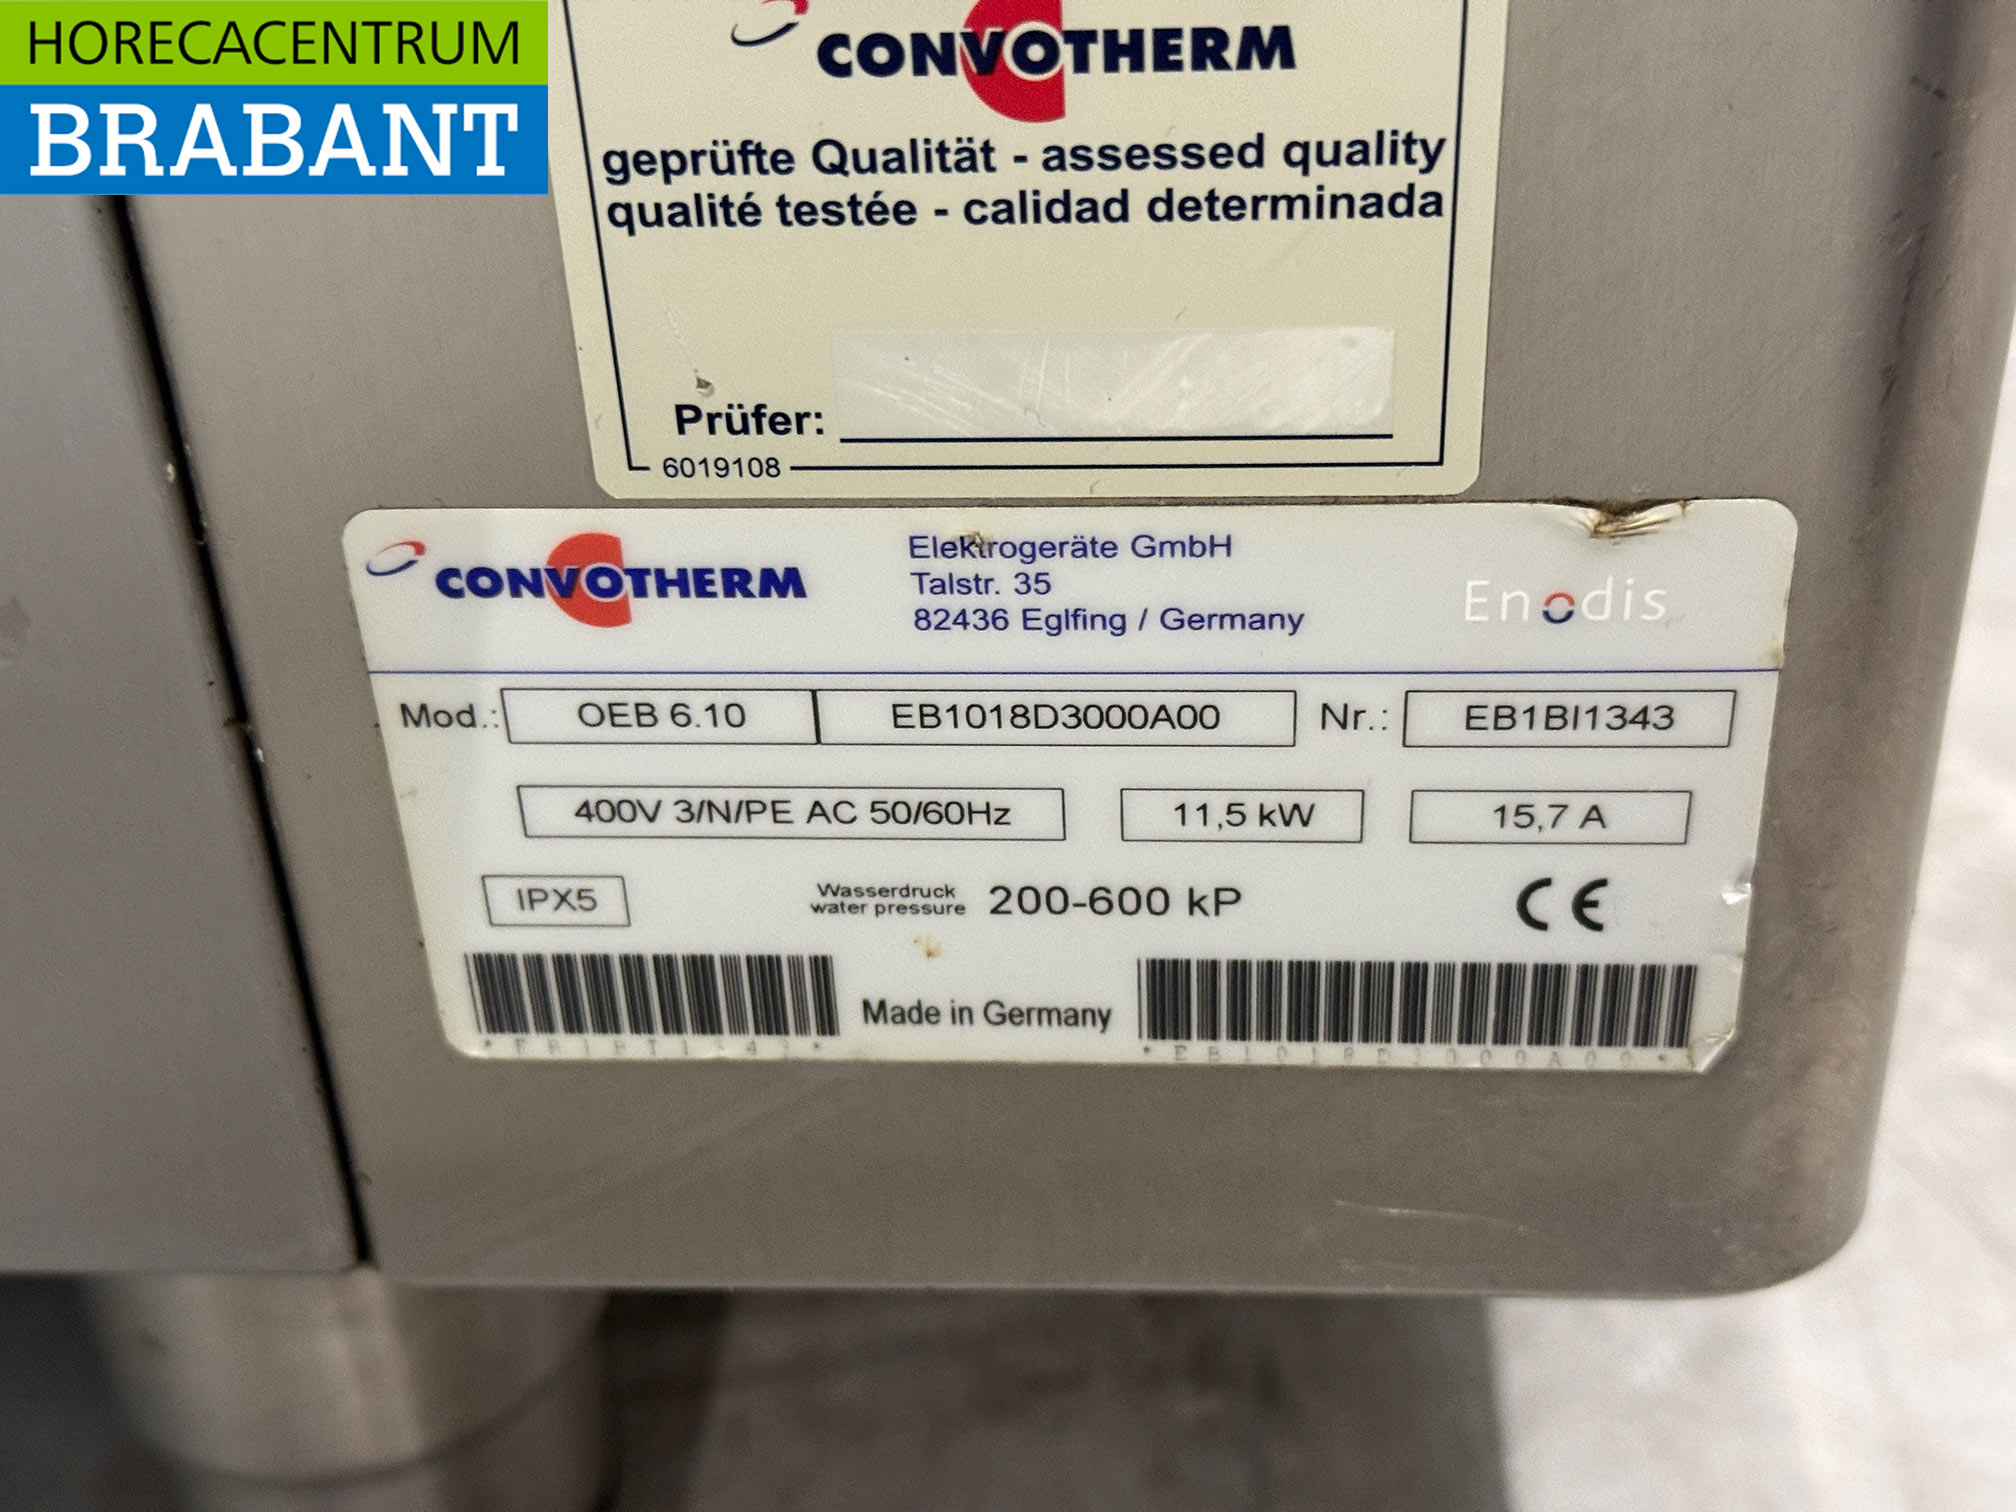 HORECACENTRUM
BRABANT
CONVOTHERM
geprüfte Qualität - assessed quality
qualité testée - calidad determinada
Prüfer:
6019108
CONVOTHERM
Elektrogeräte GmbH
Talstr. 35
82436 Eglfing / Germany
Enodis
Mod.: OEB 6.10 EB1018D3000A00 Nr.: EB1BI1343
400V 3/N/PE AC 50/60Hz 11,5 kW 15,7 A
IPX5 Wasserdruck
water pressure 200-600 kP CE
Made in Germany